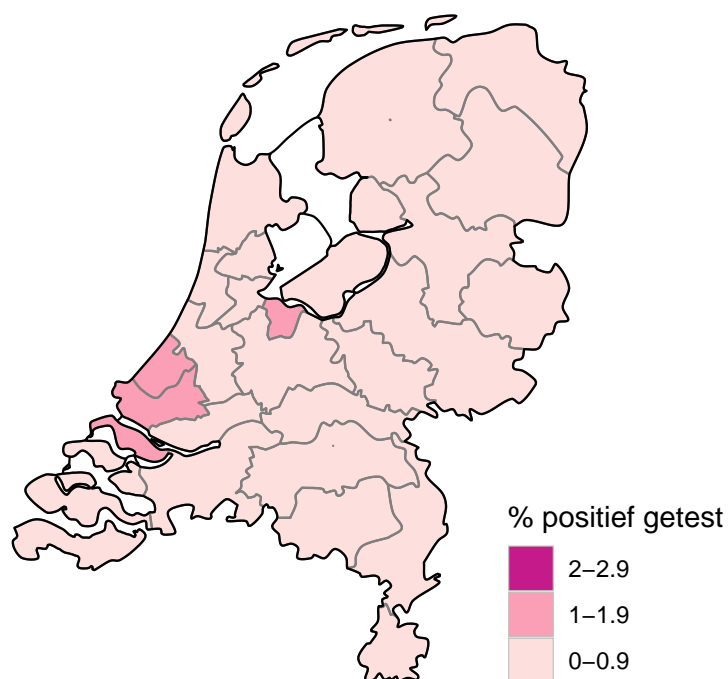 % positief getest
2–2.9
1–1.9
0–0.9